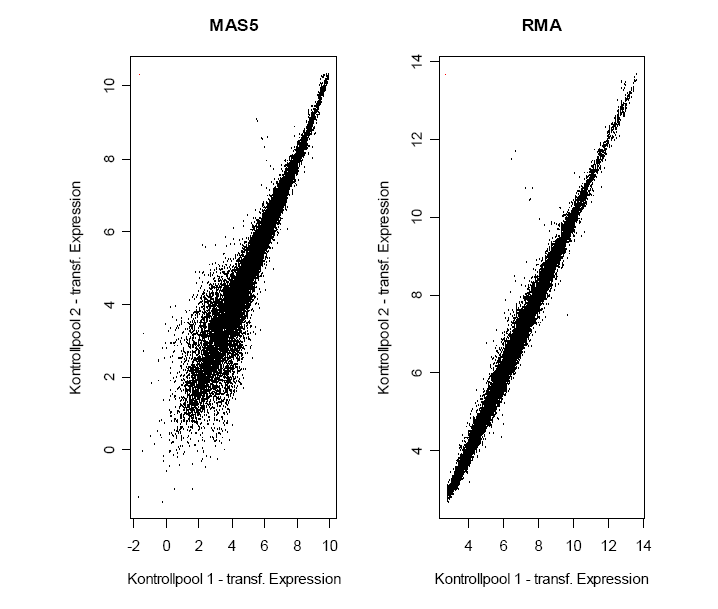 MAS5
RMA
Kontrollpool 2 - transf. Expression
10
8
6
4
2
0
-2 0 2 4 6 8 10
Kontrollpool 1 - transf. Expression
Kontrollpool 2 - transf. Expression
14
12
10
8
6
4
4 6 8 10 12 14
Kontrollpool 1 - transf. Expression